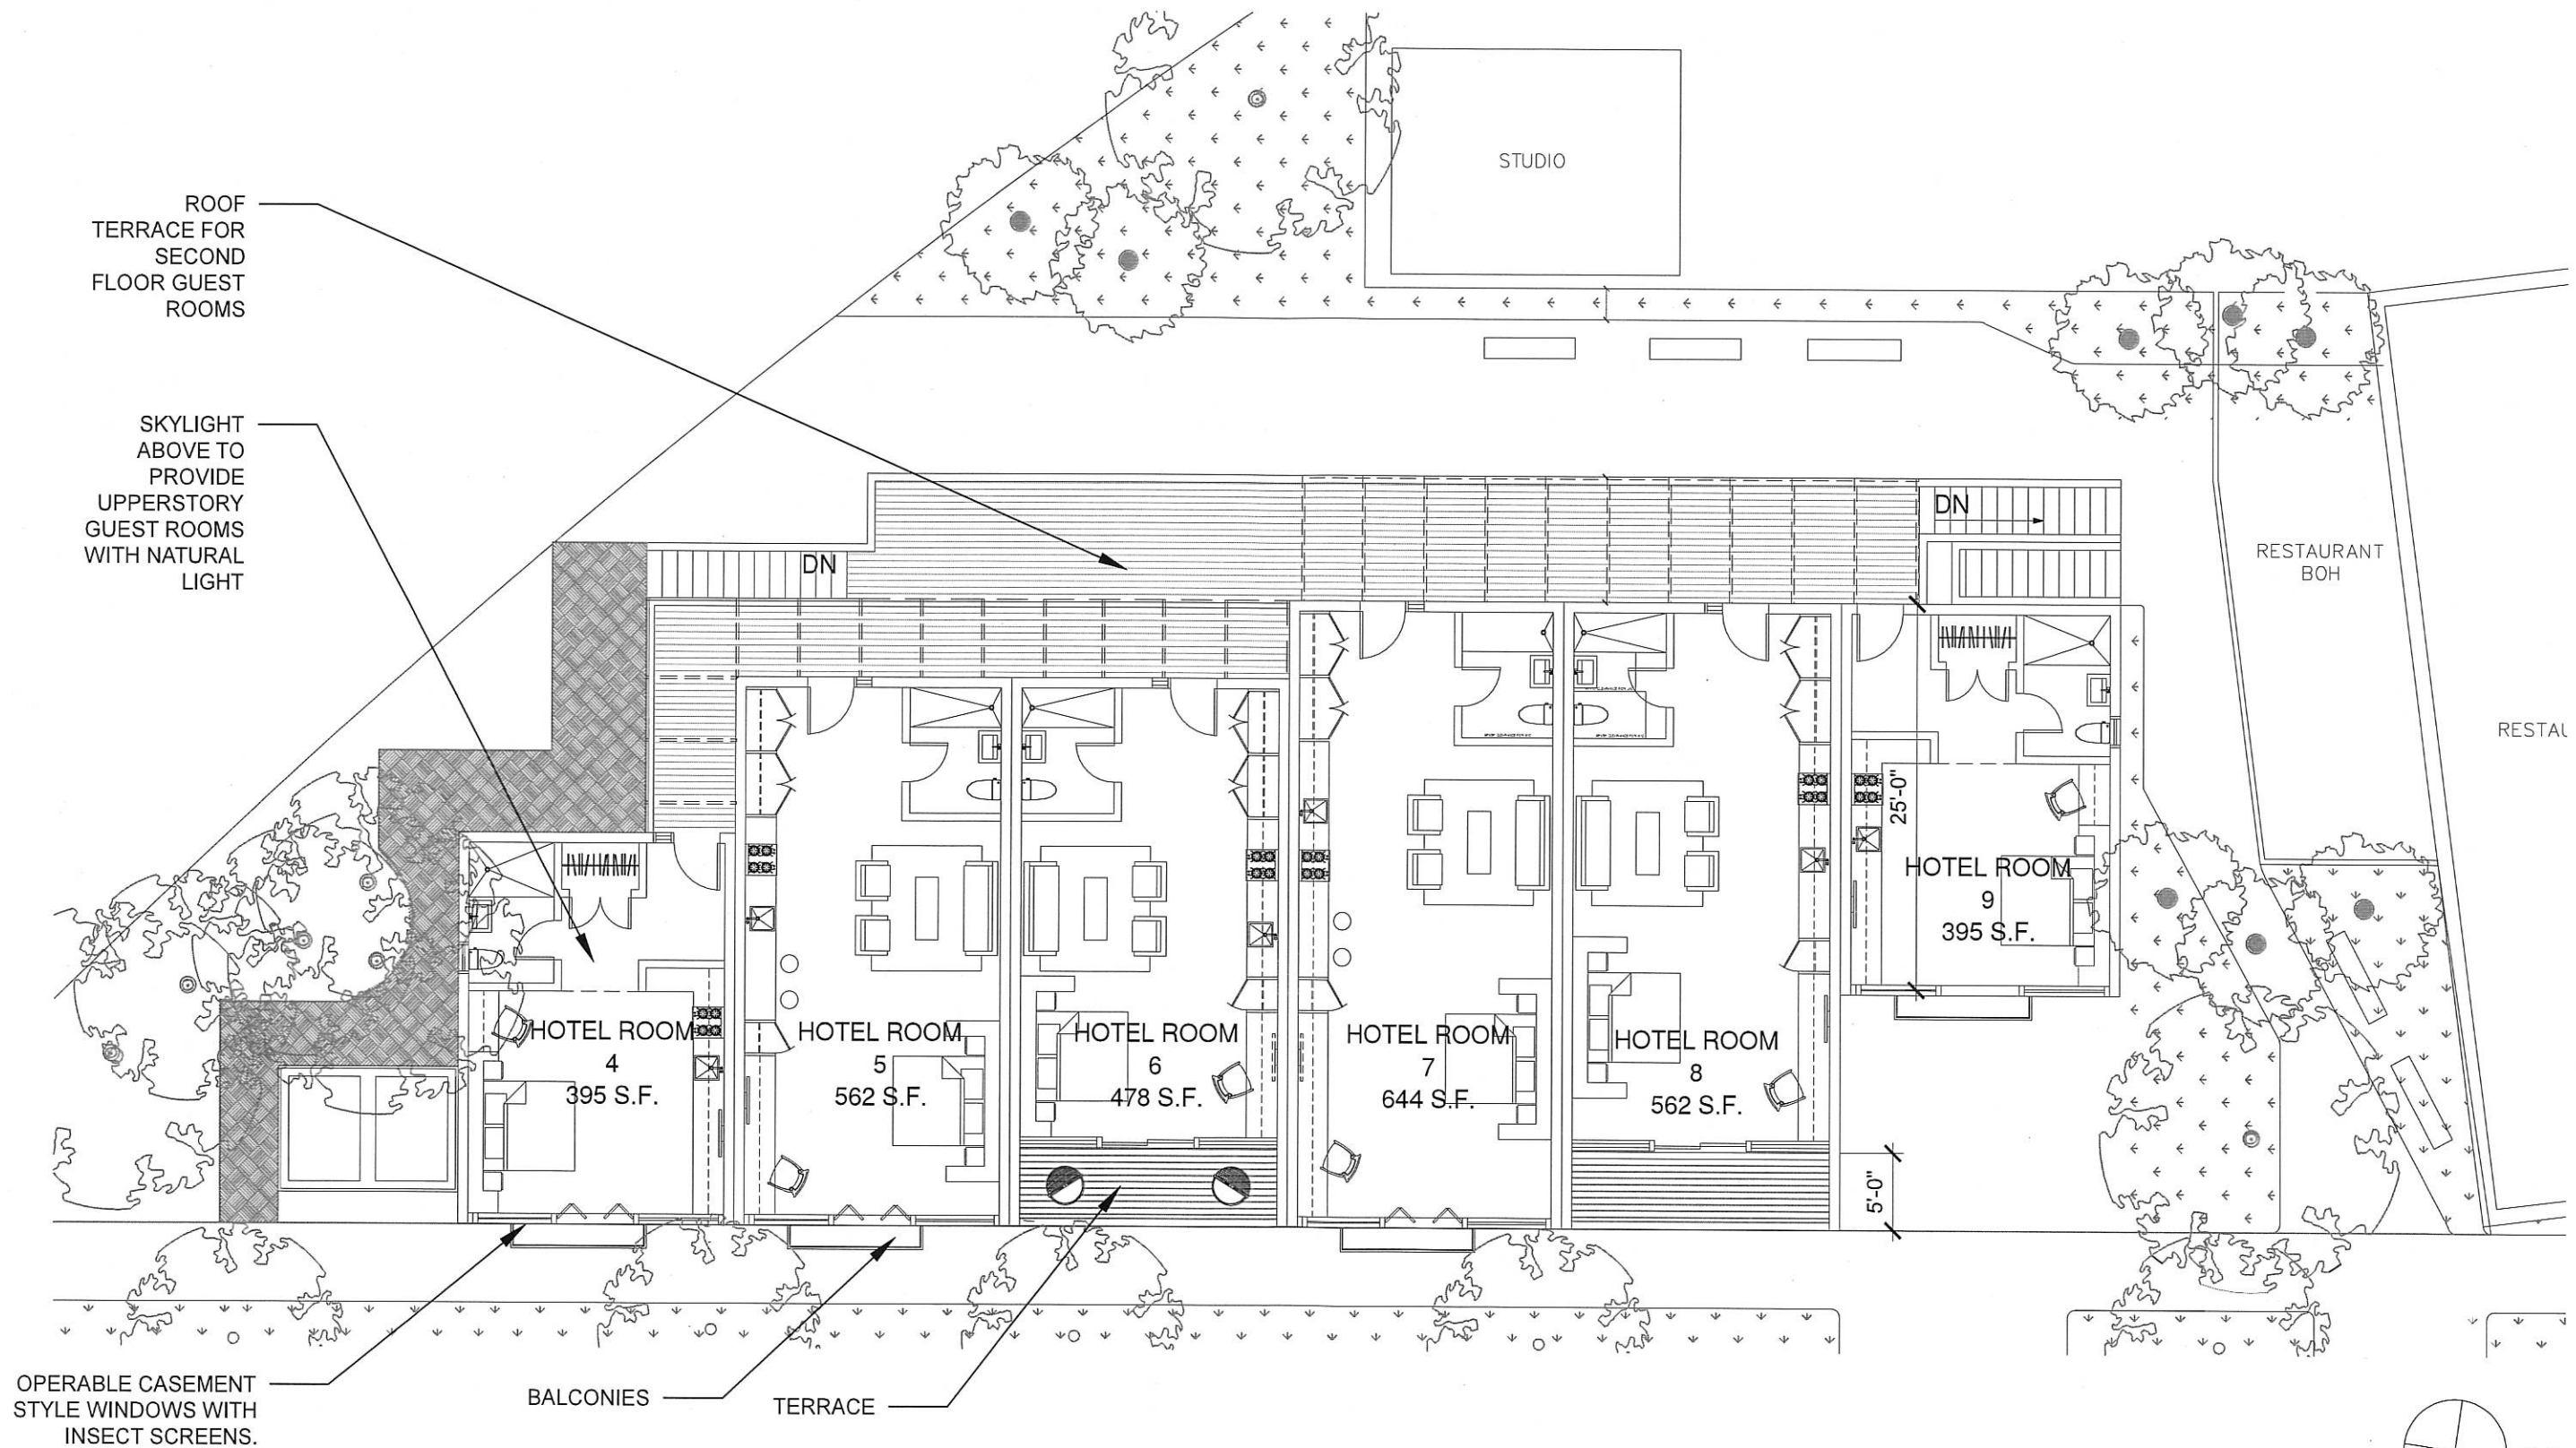 STUDIO
ROOF
TERRACE FOR
SECOND
FLOOR GUEST
ROOMS
SKYLIGHT
ABOVE TO
PROVIDE
UPPERSTORY
GUEST ROOMS
WITH NATURAL
LIGHT
DN
DN
RESTAURANT
BOH
RESTAU
25'-0"
HOTEL ROOM
4
395 S.F.
HOTEL ROOM
5
562 S.F.
HOTEL ROOM
6
478 S.F.
HOTEL ROOM
7
644 S.F.
HOTEL ROOM
8
562 S.F.
HOTEL ROOM
9
395 S.F.
5'-0"
OPERABLE CASEMENT
STYLE WINDOWS WITH
INSECT SCREENS.
BALCONIES
TERRACE